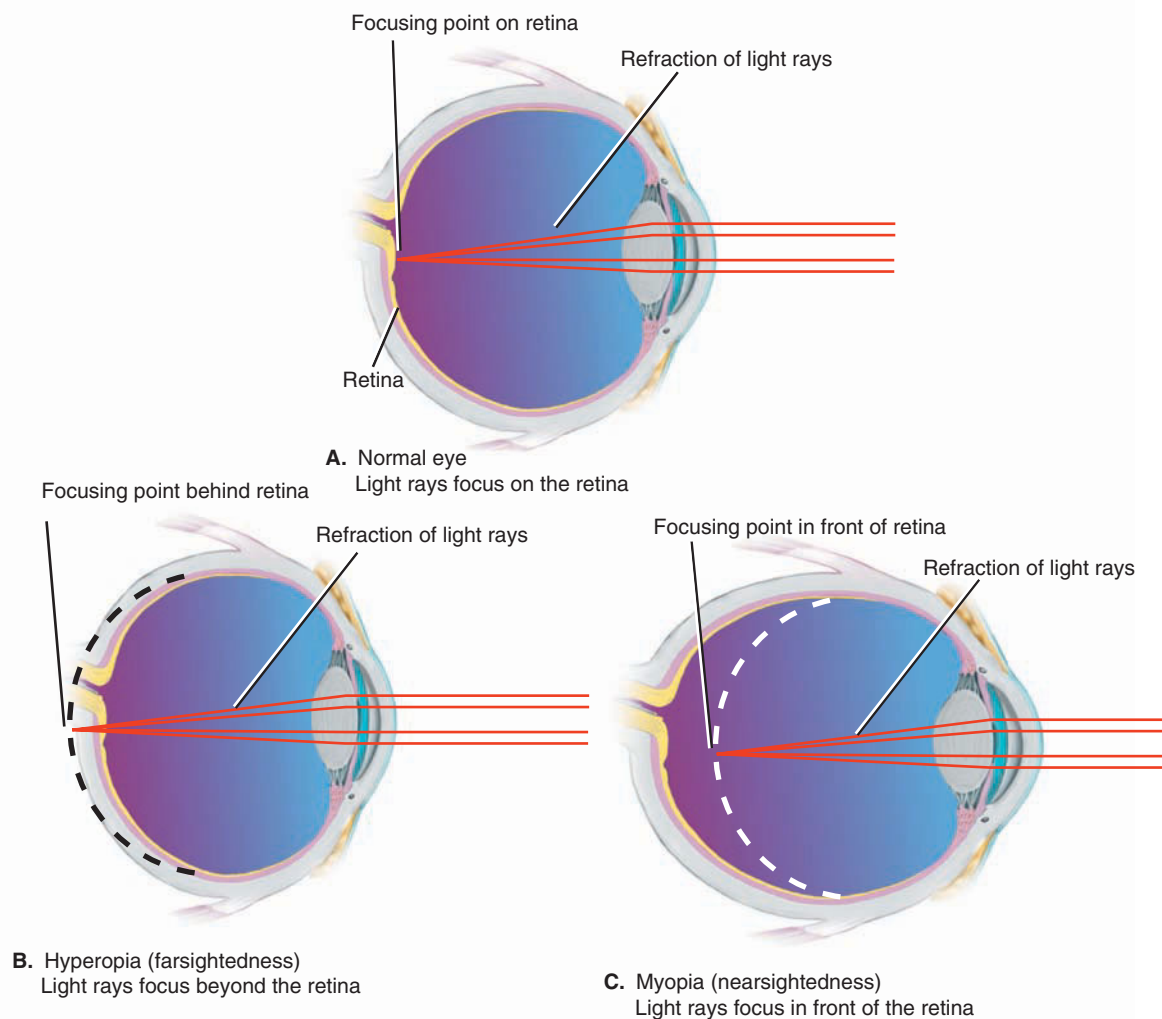 Focusing point on retina
Refraction of light rays
Retina
A. Normal eye
Light rays focus on the retina
Focusing point behind retina
Refraction of light rays
B. Hyperopia (farsightedness)
Light rays focus beyond the retina
Focusing point in front of retina
Refraction of light rays
C. Myopia (nearsightedness)
Light rays focus in front of the retina